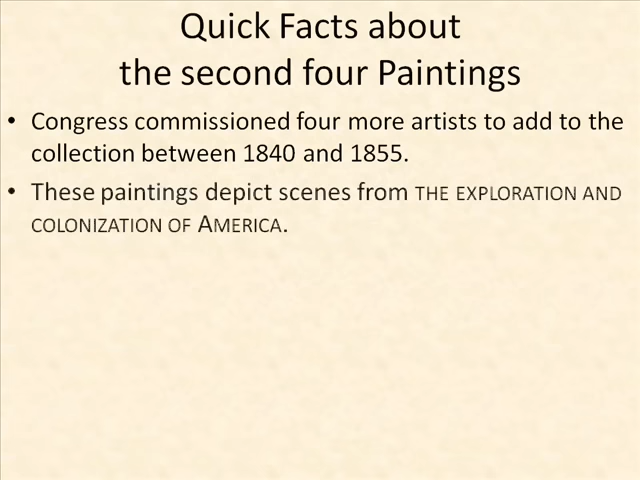 Quick Facts about
the second four Paintings
• Congress commissioned four more artists to add to the
collection between 1840 and 1855.
• These paintings depict scenes from THE EXPLORATION AND
COLONIZATION OF AMERICA.